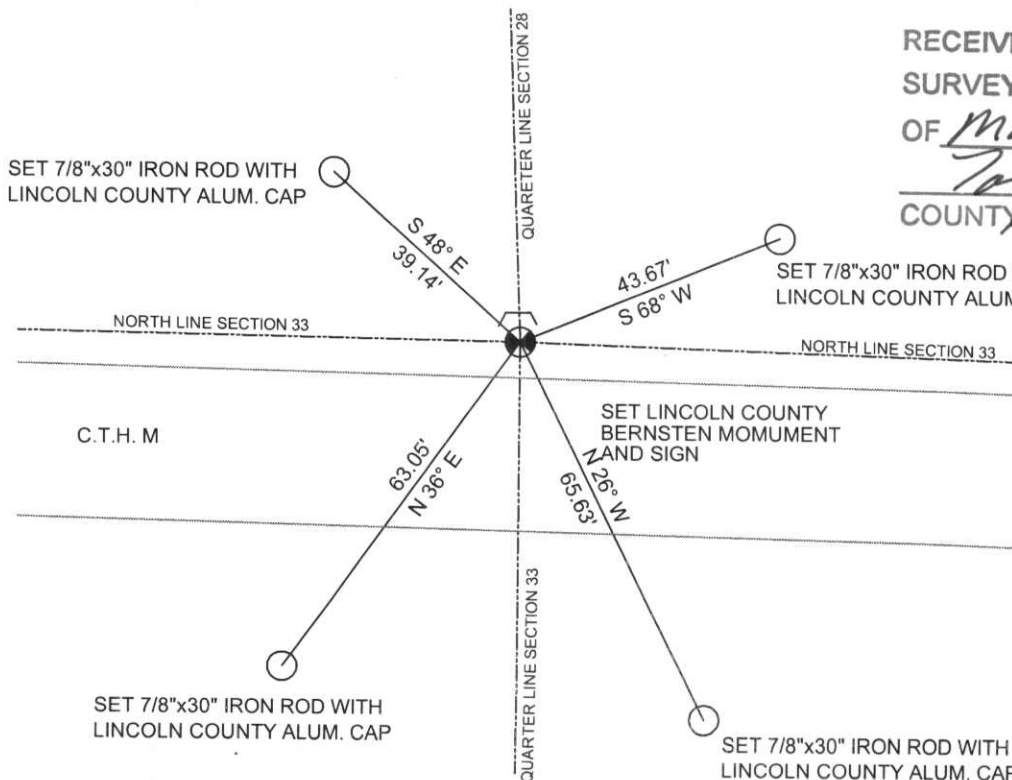 QUARETER LINE SECTION 28
SURVEY
OF
COUNTY
SET 7/8"x30" IRON ROD WITH
LINCOLN COUNTY ALUM. CAP
S 48° E
39.14'
43.67'
S 68° W
SET 7/8"x30" IRON ROD
LINCOLN COUNTY ALUM
NORTH LINE SECTION 33
NORTH LINE SECTION 33
C.T.H. M
SET LINCOLN COUNTY
BERNSTEN MOMUMENT
AND SIGN
63.05'
N 36° E
N 26° W
65.63'
QUARTER LINE SECTION 33
SET 7/8"x30" IRON ROD WITH
LINCOLN COUNTY ALUM. CAP
SET 7/8"x30" IRON ROD WITH
LINCOLN COUNTY ALUM. CAP